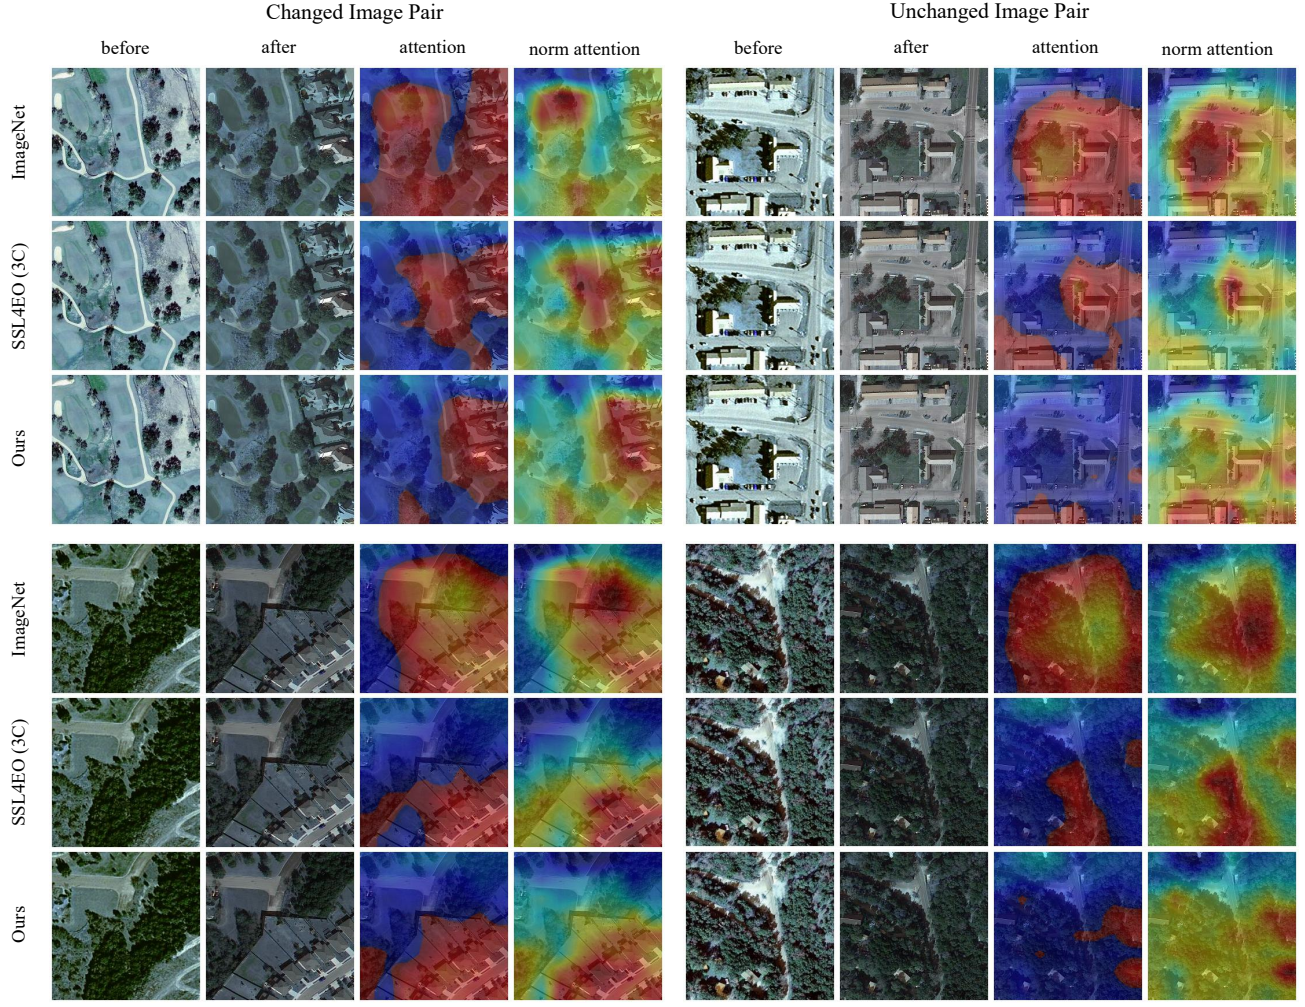 Changed Image Pair
Unchanged Image Pair
before after attention norm attention before after attention norm attention
ImageNet
SSL4EO (3C)
Ours
ImageNet
SSL4EO (3C)
Ours